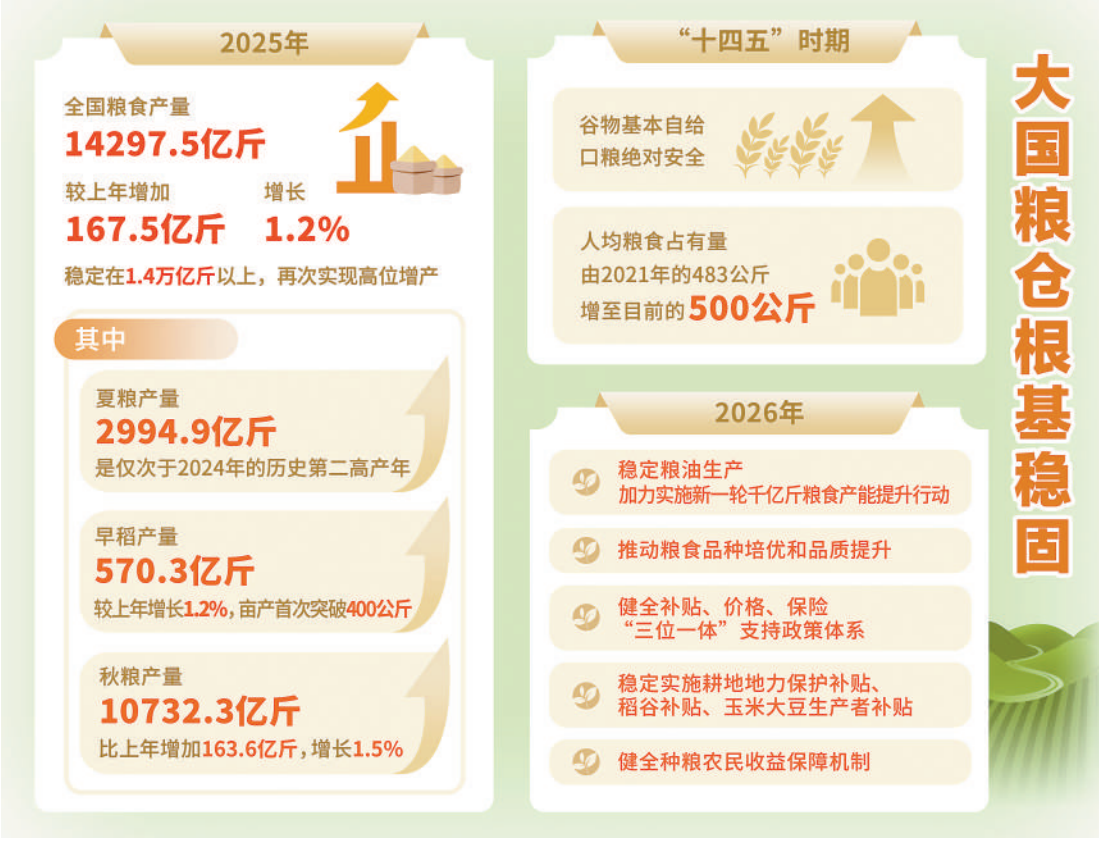 大国粮仓根基稳固
2025年
全国粮食产量
14297.5亿斤
较上年增加
167.5亿斤
增长
1.2%
稳定在1.4万亿斤以上，再次实现高位增产
其中
夏粮产量
2994.9亿斤
是仅次于2024年的历史第二高产年
早稻产量
570.3亿斤
较上年增长1.2%，亩产首次突破400公斤
秋粮产量
10732.3亿斤
比上年增加163.6亿斤，增长1.5%
“十四五”时期
谷物基本自给
口粮绝对安全
人均粮食占有量
由2021年的483公斤
增至目前的500公斤
2026年
稳定粮油生产
加力实施新一轮千亿斤粮食产能提升行动
推动粮食品种培优和品质提升
健全补贴、价格、保险
“三位一体”支持政策体系
稳定实施耕地地力保护补贴、
稻谷补贴、玉米大豆生产者补贴
健全种粮农民收益保障机制